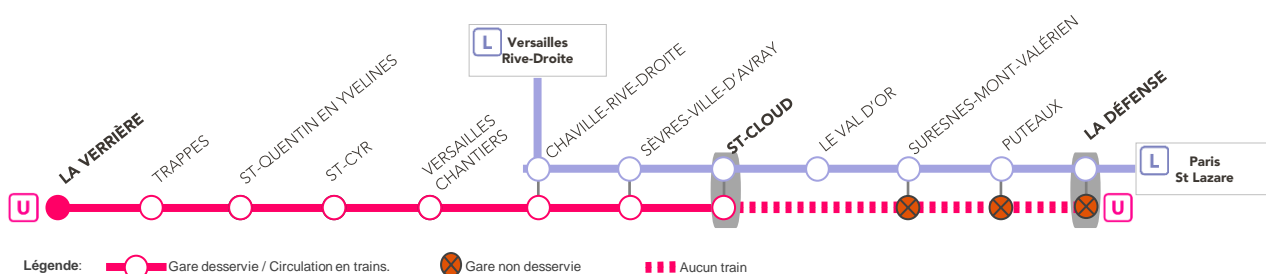 L Versailles
Rive-Droite
LA VERRIÈRE
TRAPPES
ST-QUENTIN EN YVELINES
ST-CYR
VERSAILLES
CHANTIERS
CHAVILLE-RIVE-DROITE
SÈVRES-VILLE-D'AVRAY
ST-CLOUD
LE VAL D'OR
SURESNES-MONT-VALÉRIEN
PUTEAUX
LA DÉFENSE
L Paris
St Lazare
U
U
Légende: Gare desservie / Circulation en trains. Gare non desservie Aucun train